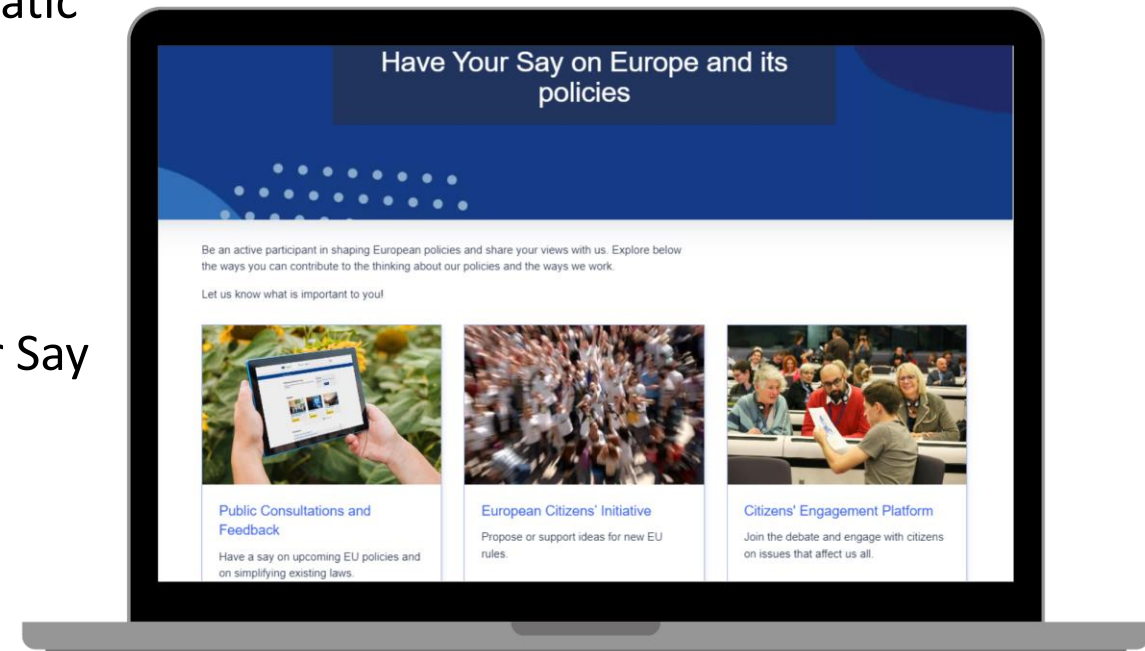 atic
Have Your Say on Europe and its
policies
Be an active participant in shaping European policies and share your views with us. Explore below
the ways you can contribute to the thinking about our policies and the ways we work.
Let us know what is important to you!
r Say
Public Consultations and
Feedback
Have a say on upcoming EU policies and
on simplifying existing laws.
European Citizens' Initiative
Propose or support ideas for new EU
rules.
Citizens' Engagement Platform
Join the debate and engage with citizens
on issues that affect us all.